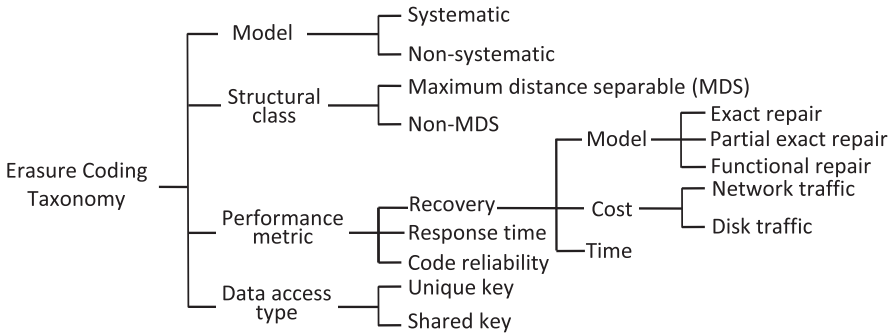 Erasure Coding
Taxonomy
Model
Systematic
Non-systematic
Structural
class
Maximum distance separable (MDS)
Non-MDS
Performance
metric
Recovery
Model
Exact repair
Partial exact repair
Functional repair
Cost
Network traffic
Disk traffic
Time
Response time
Code reliability
Data access
type
Unique key
Shared key